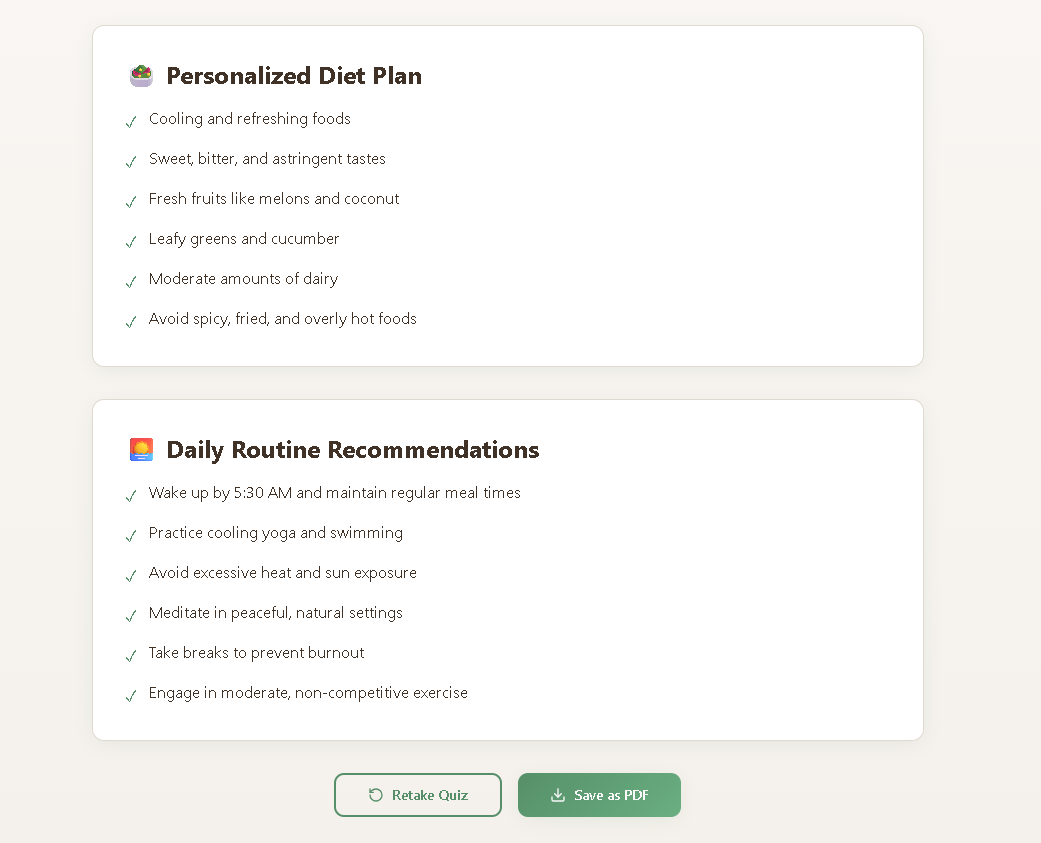 Personalized Diet Plan
Cooling and refreshing foods
Sweet, bitter, and astringent tastes
Fresh fruits like melons and coconut
Leafy greens and cucumber
Moderate amounts of dairy
Avoid spicy, fried, and overly hot foods
Daily Routine Recommendations
Wake up by 5:30 AM and maintain regular meal times
Practice cooling yoga and swimming
Avoid excessive heat and sun exposure
Meditate in peaceful, natural settings
Take breaks to prevent burnout
Engage in moderate, non-competitive exercise
Retake Quiz
Save as PDF